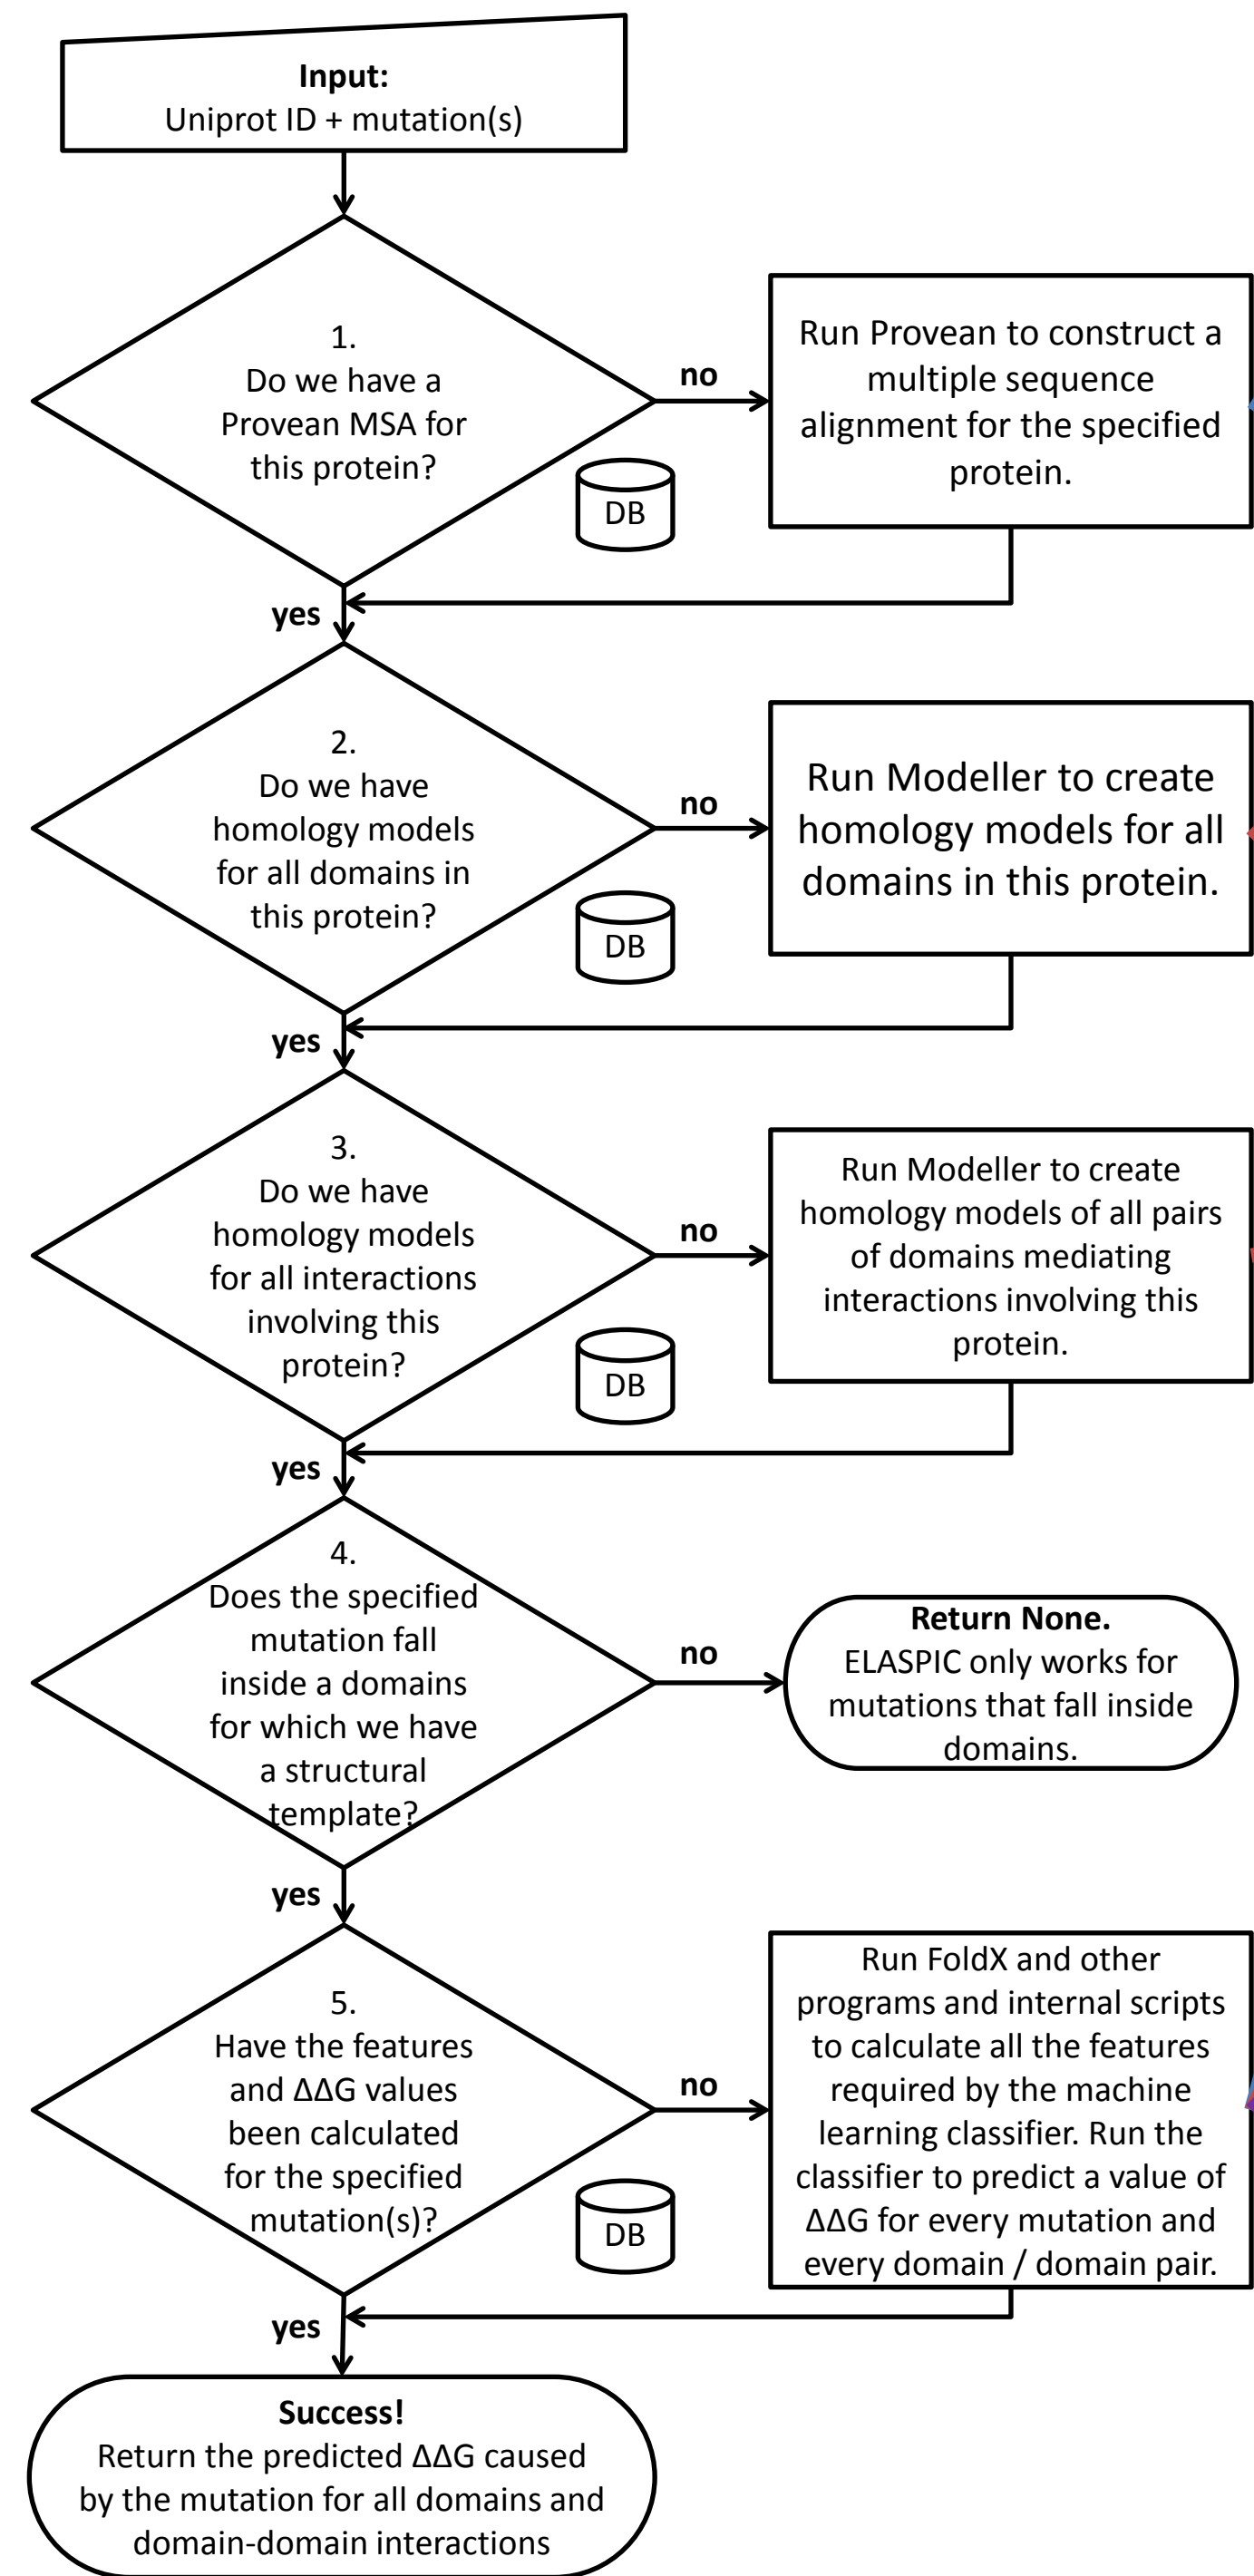 Input:
Uniprot ID + mutation(s)
1.
Do we have a
Provean MSA for
this protein?
no
DB
Run Provean to construct a
multiple sequence
alignment for the specified
protein.
yes
2.
Do we have
homology models
for all domains in
this protein?
no
DB
Run Modeller to create
homology models for all
domains in this protein.
yes
3.
Do we have
homology models
for all interactions
involving this
protein?
no
DB
Run Modeller to create
homology models of all pairs
of domains mediating
interactions involving this
protein.
yes
4.
Does the specified
mutation fall
inside a domains
for which we have
a structural
template?
no
Return None.
ELASPIC only works for
mutations that fall inside
domains.
yes
5.
Have the features
and ΔΔG values
been calculated
for the specified
mutation(s)?
no
DB
Run FoldX and other
programs and internal scripts
to calculate all the features
required by the machine
learning classifier. Run the
classifier to predict a value of
ΔΔG for every mutation and
every domain / domain pair.
yes
Success!
Return the predicted ΔΔG caused
by the mutation for all domains and
domain-domain interactions